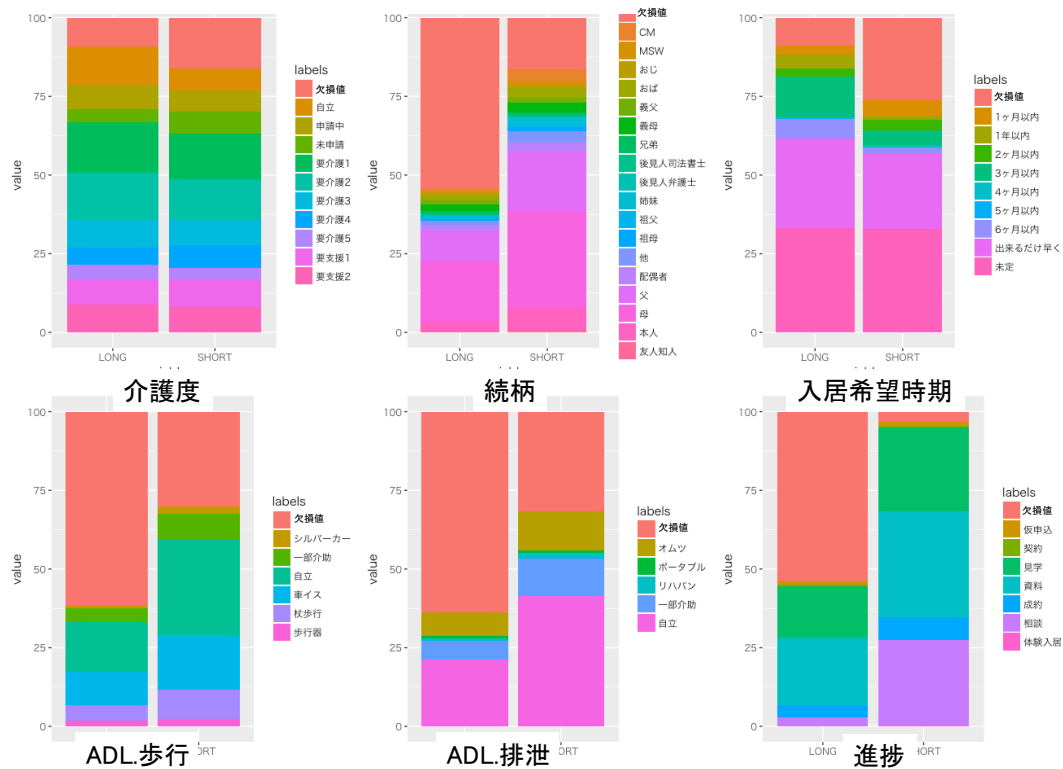 100
75
50
25
0
value
LONG
SHORT
labels
欠損値
自立
申請中
未申請
要介護1
要介護2
要介護3
要介護4
要介護5
要支援1
要支援2
介護度
100
75
50
25
0
value
LONG
SHORT
欠損値
CM
MSW
おじ
おば
義父
義母
兄弟
後見人司法書士
後見人弁護士
姉妹
祖父
祖母
他
配偶者
父
母
本人
友人知人
続柄
100
75
50
25
0
value
LONG
SHORT
labels
欠損値
1ヶ月以内
1年以内
2ヶ月以内
3ヶ月以内
4ヶ月以内
5ヶ月以内
6ヶ月以内
出来るだけ早く
未定
入居希望時期
100
75
50
25
0
value
labels
欠損値
シルバーカー
一部介助
自立
車イス
杖歩行
歩行器
ADL.歩行
ORT
100
75
50
25
0
value
labels
欠損値
オムツ
ポータブル
リハパン
一部介助
自立
ADL.排泄
ORT
100
75
50
25
0
value
LONG
HORT
labels
欠損値
仮申込
契約
見学
資料
成約
相談
体験入居
進捗